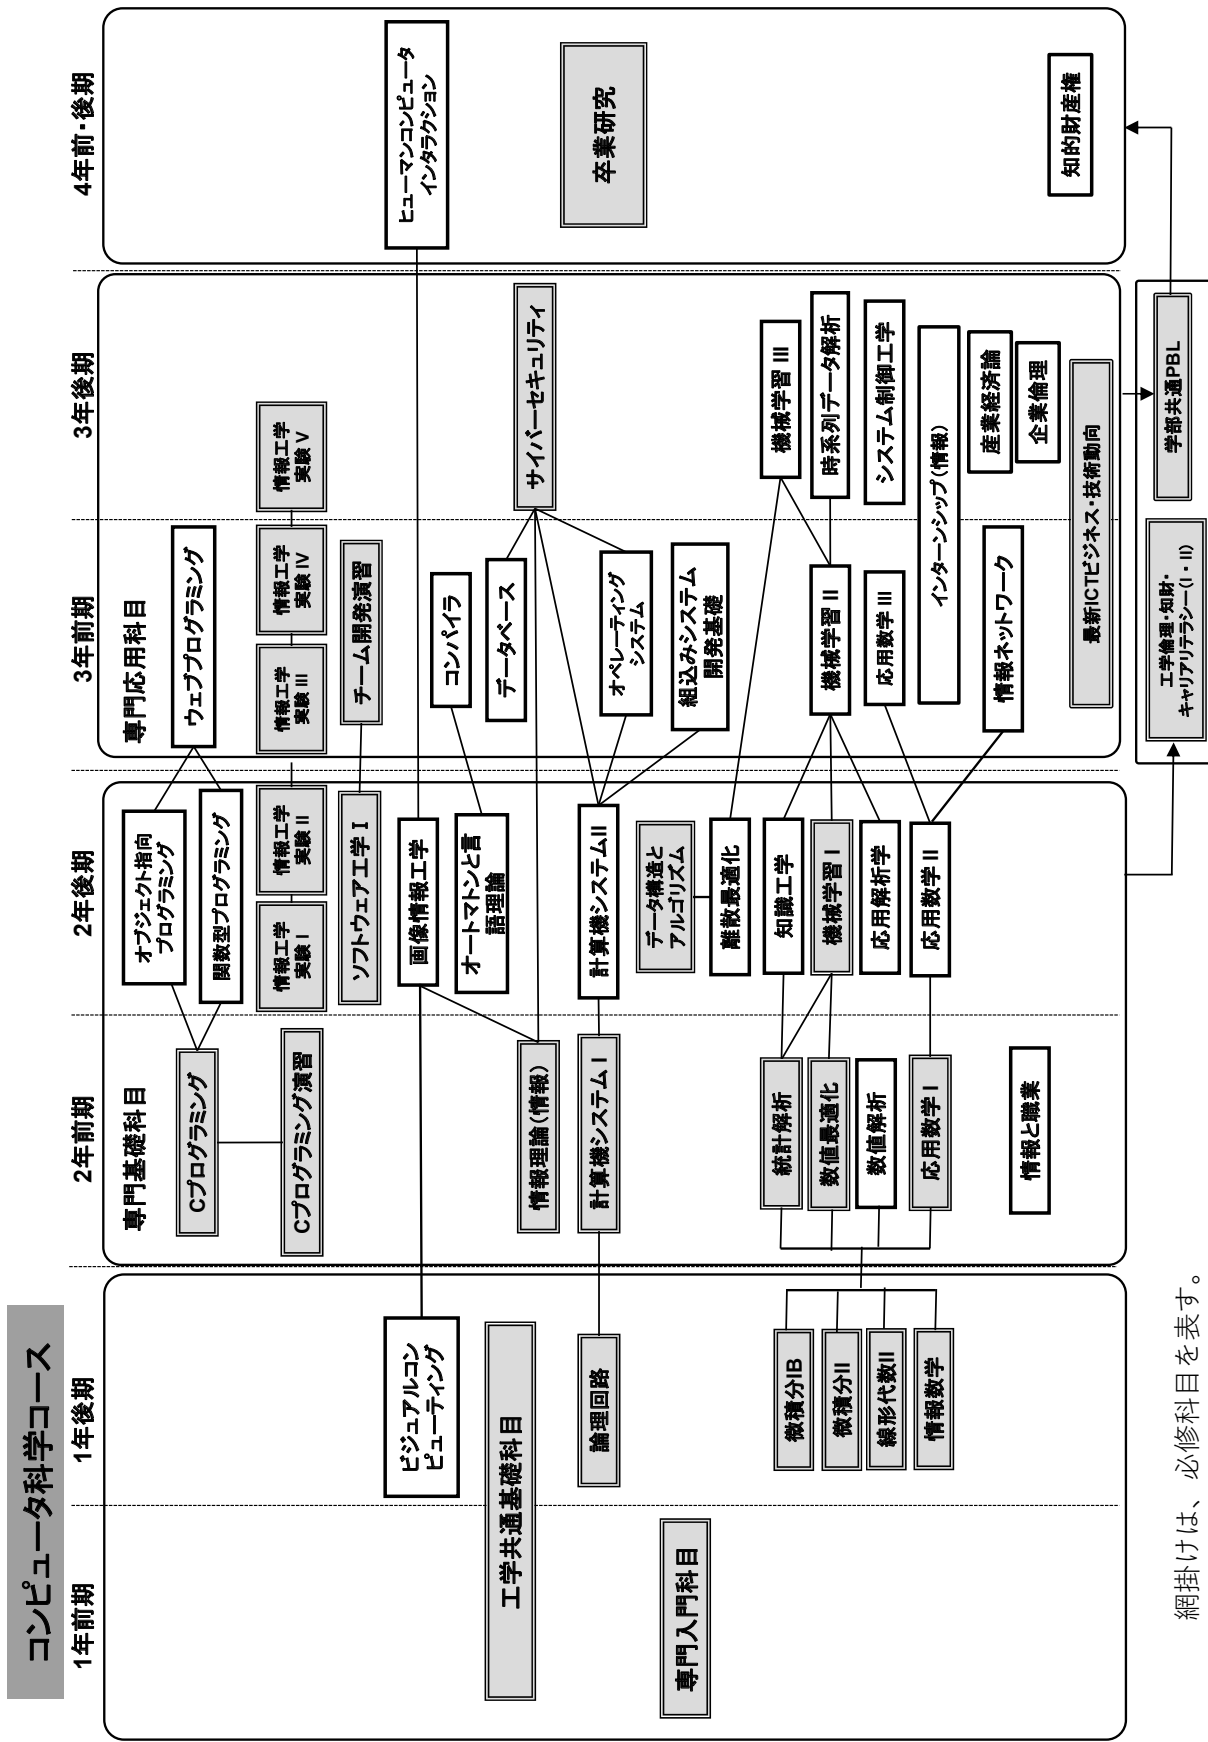 コンピュータ科学コース
1年前期
1年後期
2年前期
2年後期
3年前期
3年後期
4年前・後期
工学共通基礎科目
専門入門科目
ビジュアルコン
ピューティング
論理回路
微積分IB
微積分II
線形代数II
情報数学
専門基礎科目
Cプログラミング
Cプログラミング演習
情報理論(情報)
計算機システム I
統計解析
数値最適化
数値解析
応用数学 I
情報と職業
オブジェクト指向
プログラミング
関数型プログラミング
情報工学
実験 I
情報工学
実験 II
ソフトウェア工学 I
画像情報工学
オートマトンと言
語理論
計算機システムII
データ構造と
アルゴリズム
離散最適化
知識工学
機械学習 I
応用解析学
応用数学 II
専門応用科目
ウェブプログラミング
情報工学
実験 III
情報工学
実験 IV
情報工学
実験 V
チーム開発演習
コンパイラ
データベース
オペレーティング
システム
組込みシステム
開発基礎
機械学習 II
応用数学 III
インターンシップ(情報)
情報ネットワーク
最新ICTビジネス・技術動向
工学倫理・知財・
キャリアリテラシー(I・II)
サイバーセキュリティ
機械学習 III
時系列データ解析
システム制御工学
産業経済論
企業倫理
学部共通PBL
ヒューマンコンピュータ
インタラクション
卒業研究
知的財産権
網掛けは、必修科目を表す。